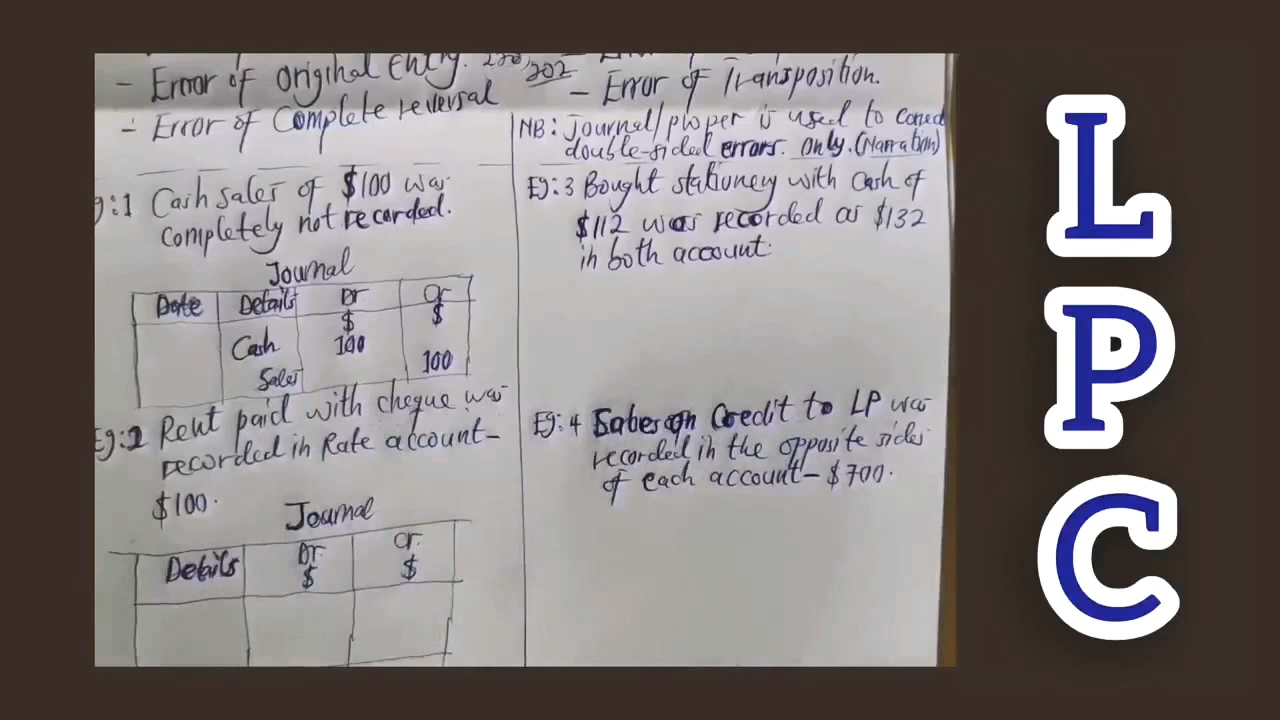 - Error of Original Entry. 220, 202
- Error of Complete reversal
g:1 Cash sales of $100 was
completely not recorded.
Journal
Date Details Dr Cr
$ $
Cash 100
Sales 100
Eg:2 Rent paid with cheque was
recorded in Rate account-
$100.
Journal
Details Dr. Cr.
$ $
- Error of Transposition.
NB: Journal/proper is used to correct
double-sided errors. only. (Narration)
Eg:3 Bought stationey with Cash of
$112 was recorded as $132
in both account.
Eg:4 Sales on Credit to LP was
recorded in the opposite sides
of each account- $700.
L
P
C